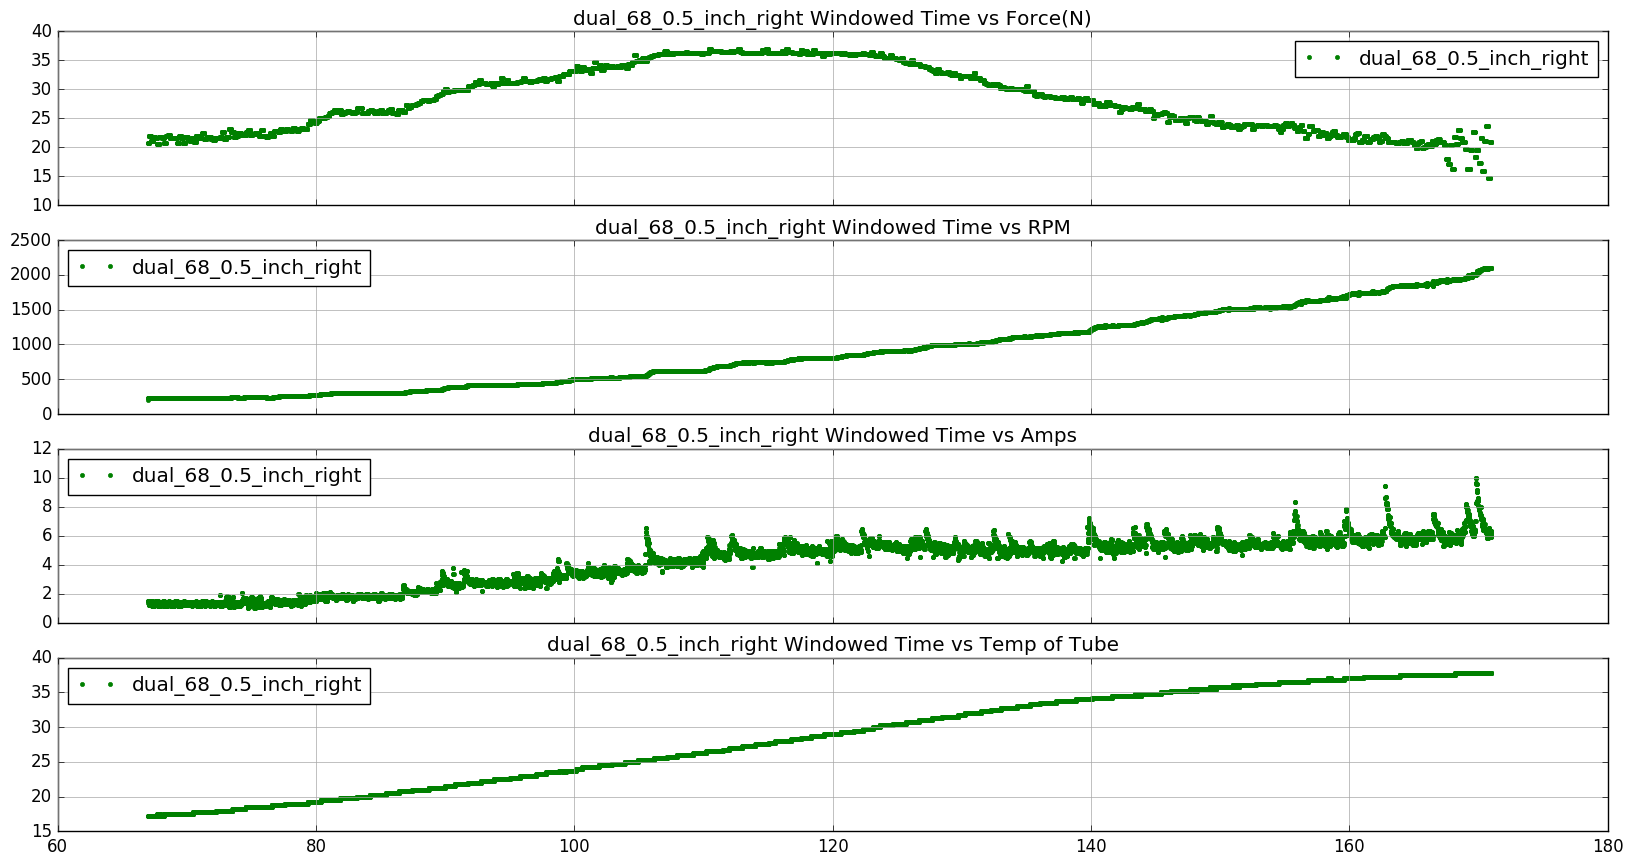 dual_68_0.5_inch_right Windowed Time vs Force(N)
40
35
30
25
20
15
10
dual_68_0.5_inch_right
dual_68_0.5_inch_right Windowed Time vs RPM
2500
2000
1500
1000
500
0
dual_68_0.5_inch_right
dual_68_0.5_inch_right Windowed Time vs Amps
12
10
8
6
4
2
0
dual_68_0.5_inch_right
dual_68_0.5_inch_right Windowed Time vs Temp of Tube
40
35
30
25
20
15
dual_68_0.5_inch_right
60 80 100 120 140 160 180